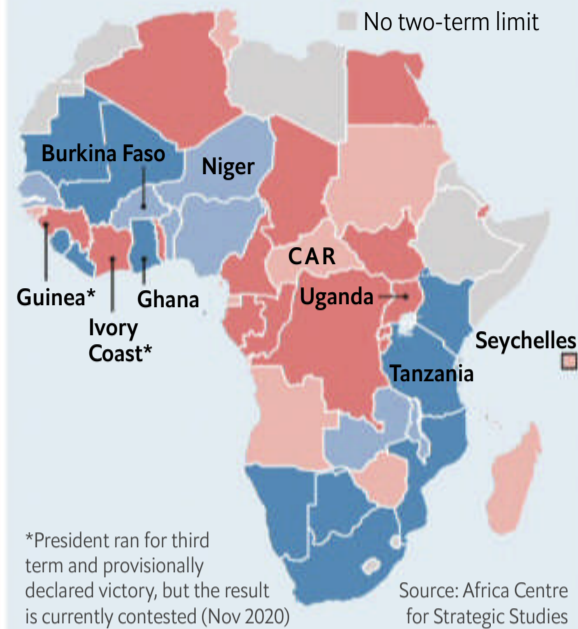 No two-term limit
Burkina Faso
Niger
CAR
Guinea*
Ghana
Uganda
Ivory
Coast*
Seychelles
Tanzania
*President ran for third
term and provisionally
declared victory, but the result
is currently contested (Nov 2020)
Source: Africa Centre
for Strategic Studies